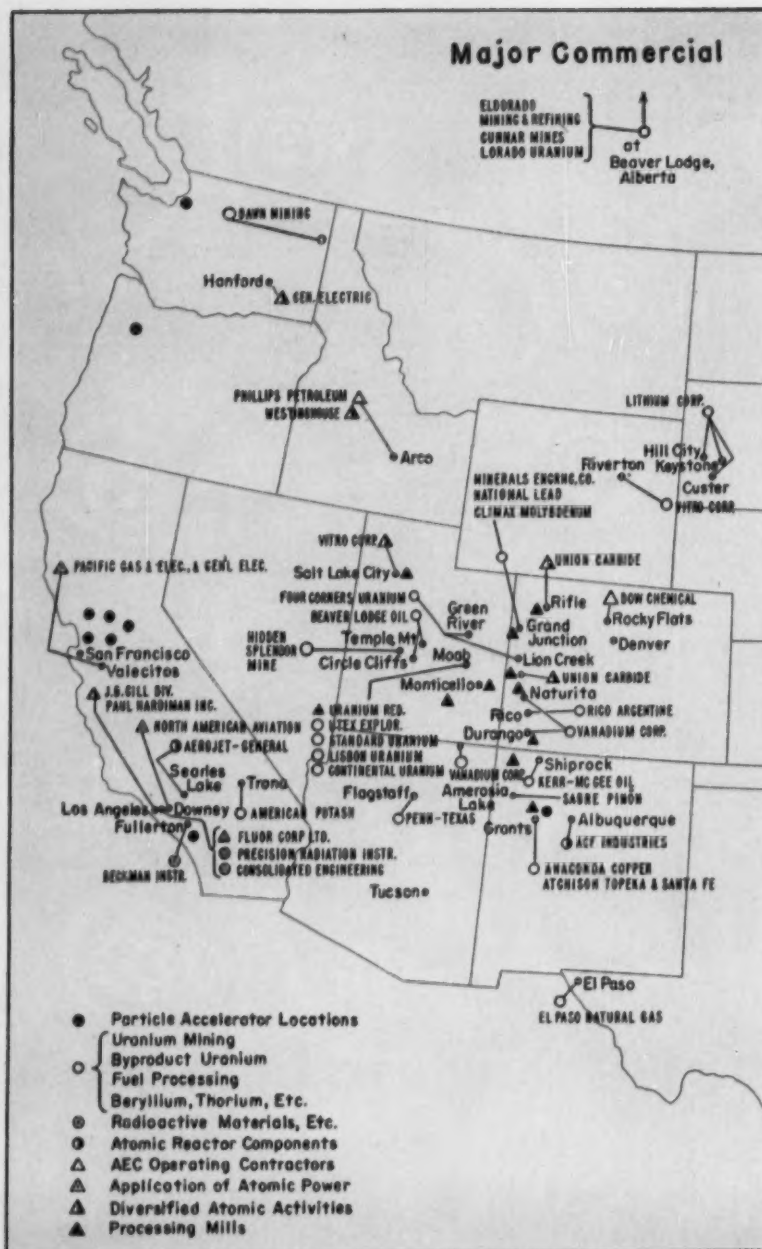 Major Commercial
ELDORADO
MINING & REFINING
GUNNAR MINES
LORADO URANIUM
at
Beaver Lodge,
Alberta
DAWN MINING
Hanford
GEN. ELECTRIC
PHILLIPS PETROLEUM
WESTINGHOUSE
Arco
LITHIUM CORP.
Hill City
Keystone
Custer
Riverton
VITRO CORP.
MINERALS ENGRNG. CO.
NATIONAL LEAD
CLIMAX MOLYBDENUM
VITRO CORP.
Salt Lake City
UNION CARBIDE
Rifle
DOW CHEMICAL
Rocky Flats
Denver
PACIFIC GAS & ELEC., & GEN'L ELEC.
FOUR CORNERS URANIUM
BEAVER LODGE OIL
Green
River
Grand
Junction
HIDDEN
SPLENDOR
MINE
Temple Mt.
Circle Cliffs
Moab
Lion Creek
San Francisco
Valecitos
Monticello
UNION CARBIDE
Naturita
J.G. GILL DIV.
PAUL HARDIMAN INC.
URANIUM RED.
UTEX EXPLOR.
STANDARD URANIUM
LISBON URANIUM
CONTINENTAL URANIUM
Rico
RICO ARGENTINE
Durango
VANADIUM CORP.
NORTH AMERICAN AVIATION
AEROJET-GENERAL
Searles
Lake
Trona
VANADIUM CORP.
Shiprock
KERR-MC GEE OIL
Flagstaff
Amerosia
Lake
SABRE PINON
Los Angeles
Downey
Fullerton
AMERICAN POTASH
PENN-TEXAS
Grants
Albuquerque
ACF INDUSTRIES
FLUOR CORP LTD.
PRECISION RADIATION INSTR.
CONSOLIDATED ENGINEERING
BECKMAN INSTR.
ANACONDA COPPER
ATCHISON TOPEKA & SANTA FE
Tucson
El Paso
EL PASO NATURAL GAS
Particle Accelerator Locations
Uranium Mining
Byproduct Uranium
Fuel Processing
Beryllium, Thorium, Etc.
Radioactive Materials, Etc.
Atomic Reactor Components
AEC Operating Contractors
Application of Atomic Power
Diversified Atomic Activities
Processing Mills